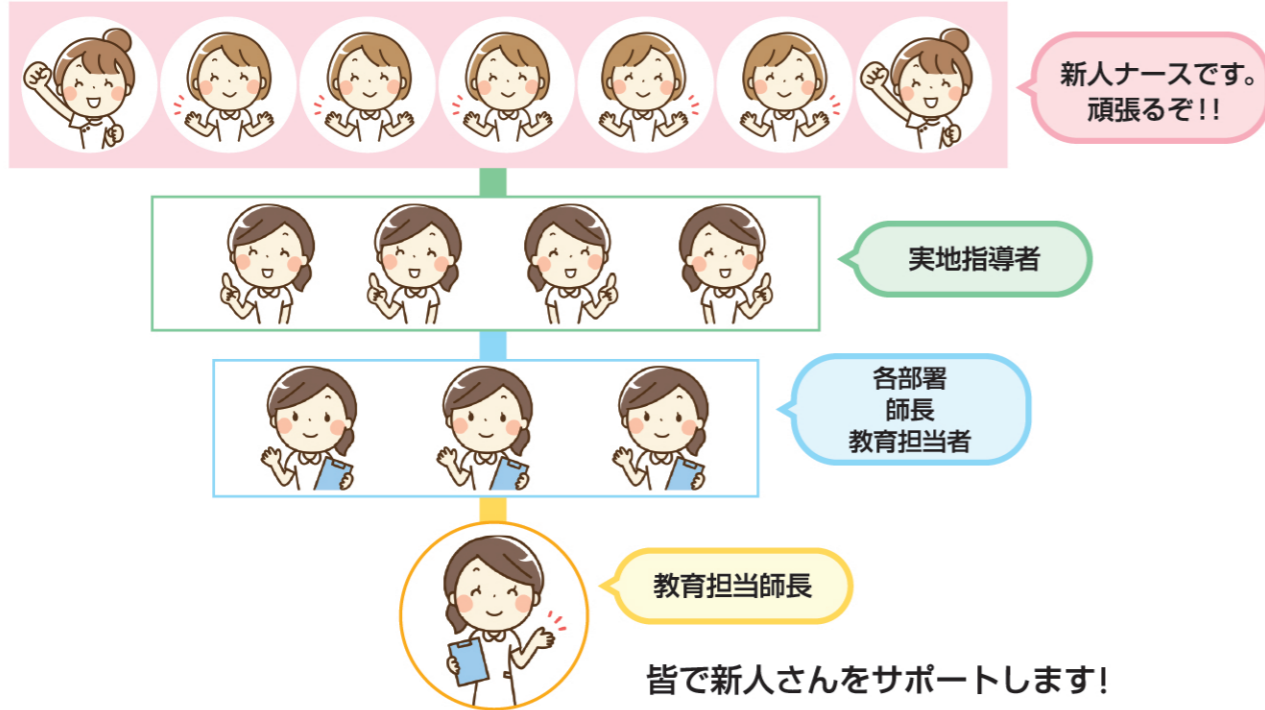 新人ナースです。
頑張るぞ!!
実地指導者
各部署
師長
教育担当者
教育担当師長
皆で新人さんをサポートします!